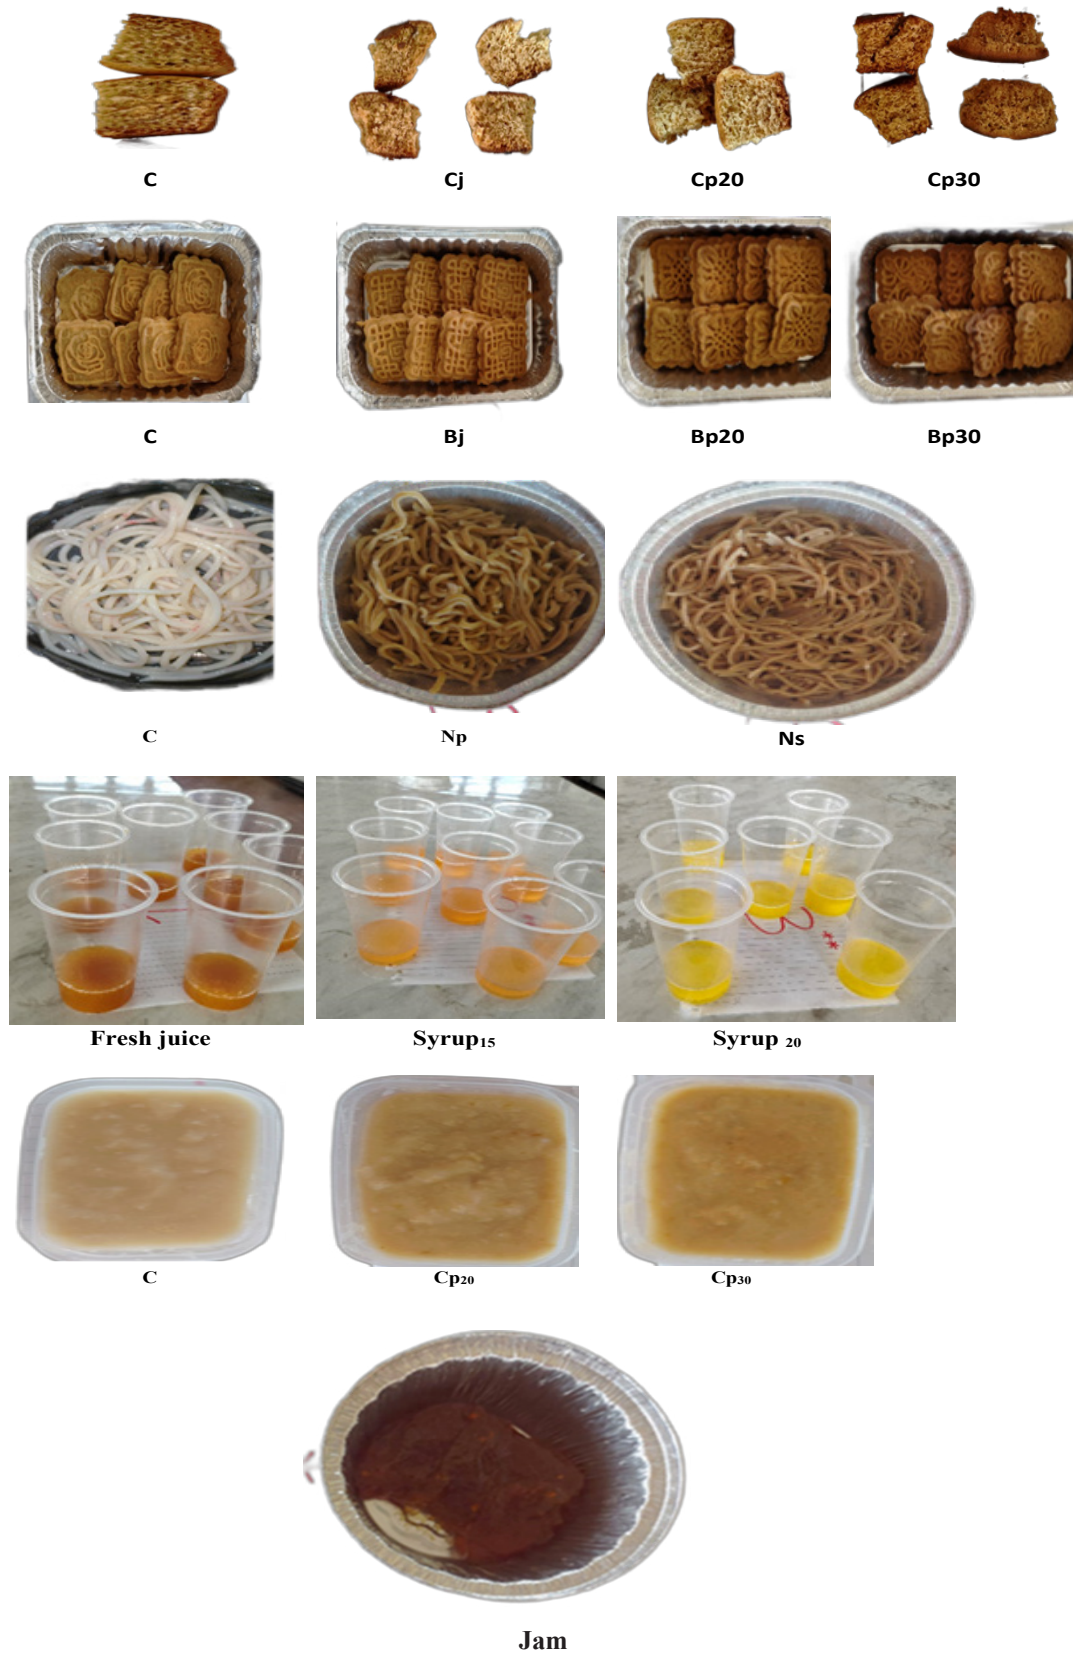 C Cj Cp20 Cp30
C Bj Bp20 Bp30
C Np Ns
Fresh juice Syrup₁₅ Syrup ₂₀
C Cp₂₀ Cp₃₀
Jam